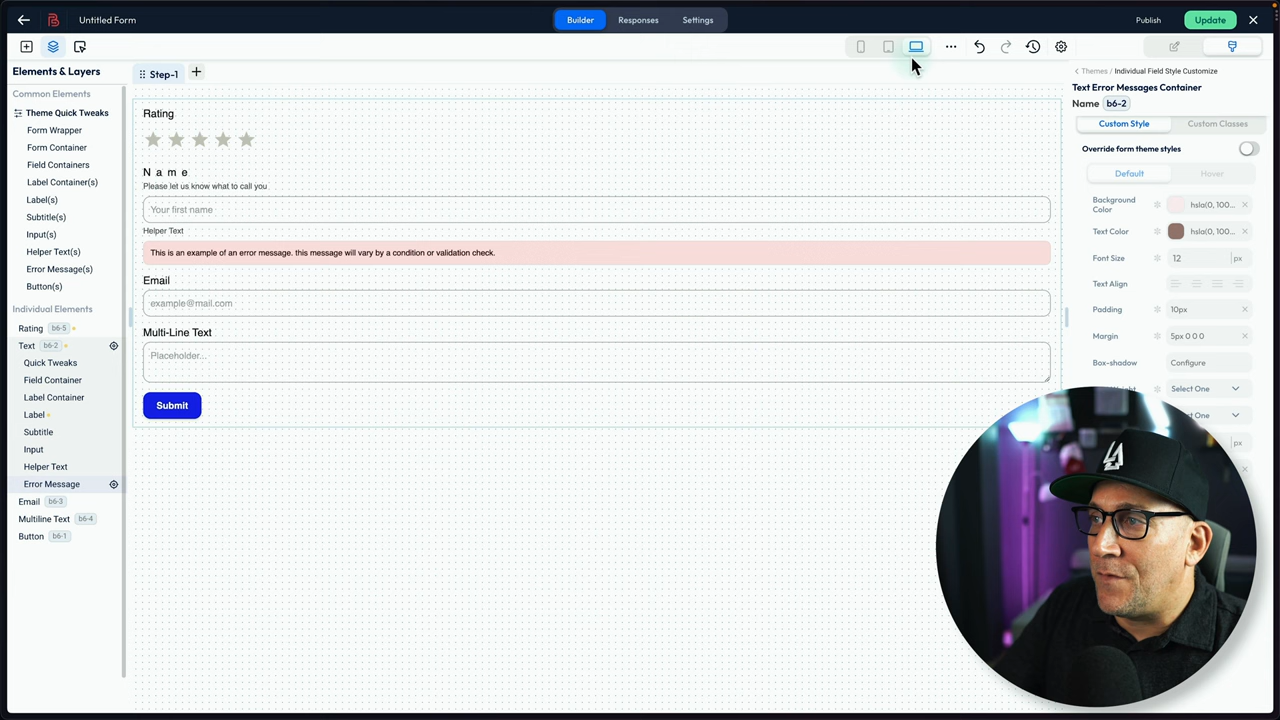 Untitled Form
Builder
Responses
Settings
Publish
Update
Elements & Layers
Common Elements
Theme Quick Tweaks
Form Wrapper
Form Container
Field Containers
Label Container(s)
Label(s)
Subtitle(s)
Input(s)
Helper Text(s)
Error Message(s)
Button(s)
Individual Elements
Rating b6-5
Text b6-2
Quick Tweaks
Field Container
Label Container
Label
Subtitle
Input
Helper Text
Error Message
Email b6-3
Multiline Text b6-4
Button b6-1
Step-1
Rating
Name
Please let us know what to call you
Your first name
Helper Text
This is an example of an error message. this message will vary by a condition or validation check.
Email
example@mail.com
Multi-Line Text
Placeholder...
Submit
Themes / Individual Field Style Customize
Text Error Messages Container
Name b6-2
Custom Style
Custom Classes
Override form theme styles
Default
Hover
Background Color hsla(0, 100...
Text Color hsla(0, 100...
Font Size 12 px
Text Align
Padding 10px
Margin 5px 0 0 0
Box-shadow Configure
Select One
px